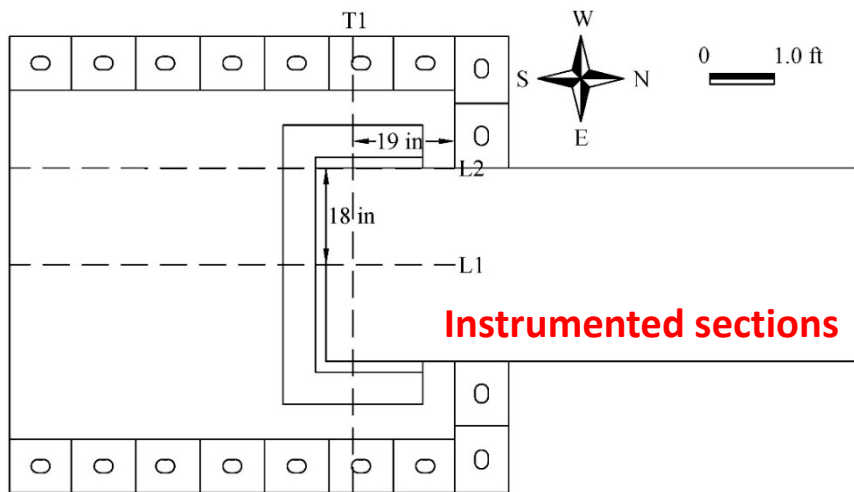 T1
W
0 1.0 ft
S N
E
19 in
L2
18 in
L1
Instrumented sections